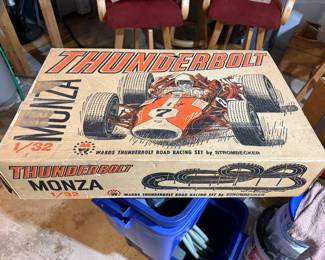 THUNDERBOLT
MONZA
1/32
7
WARDS THUNDERBOLT ROAD RACING SET by STROMBECKER
THUNDERBOLT
MONZA
1/32
WARDS THUNDERBOLT ROAD RACING SET by STROMBECKER